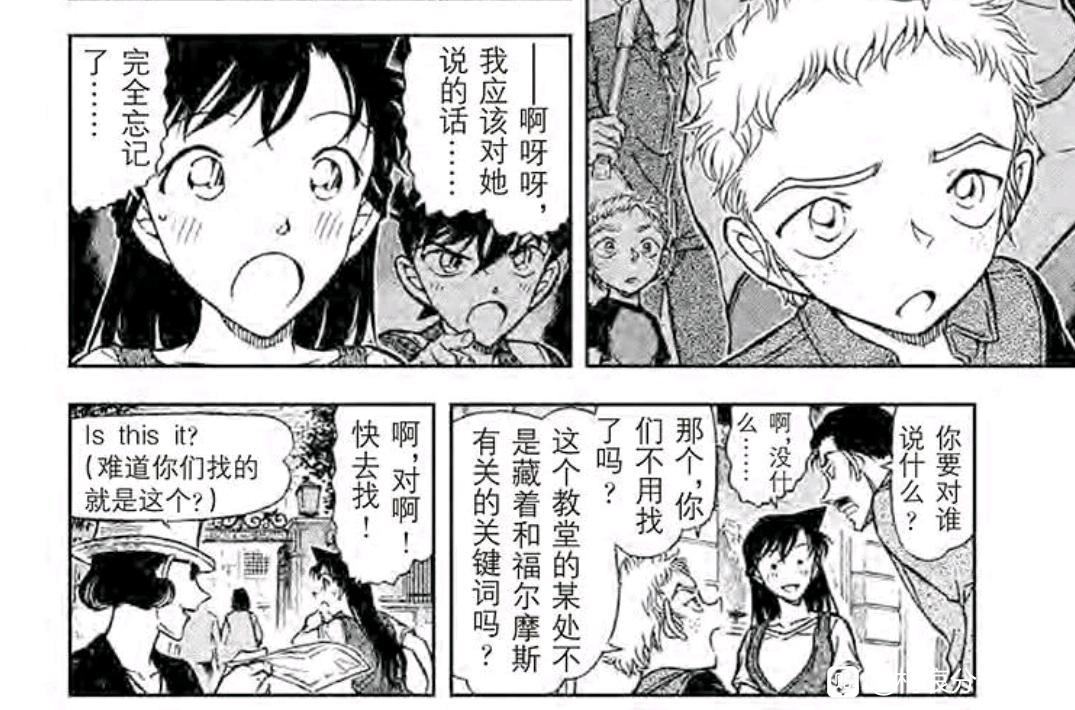 ——啊呀呀，
我应该对她
说的话……
完全忘记
了……
你要对谁
说什么？
啊，没什
么……
那个，你
们不用找
了吗？
这个教堂的某处不
是藏着和福尔摩斯
有关的关键词吗？
啊，对啊！
快去找！
Is this it?
（难道你们找的
就是这个？）